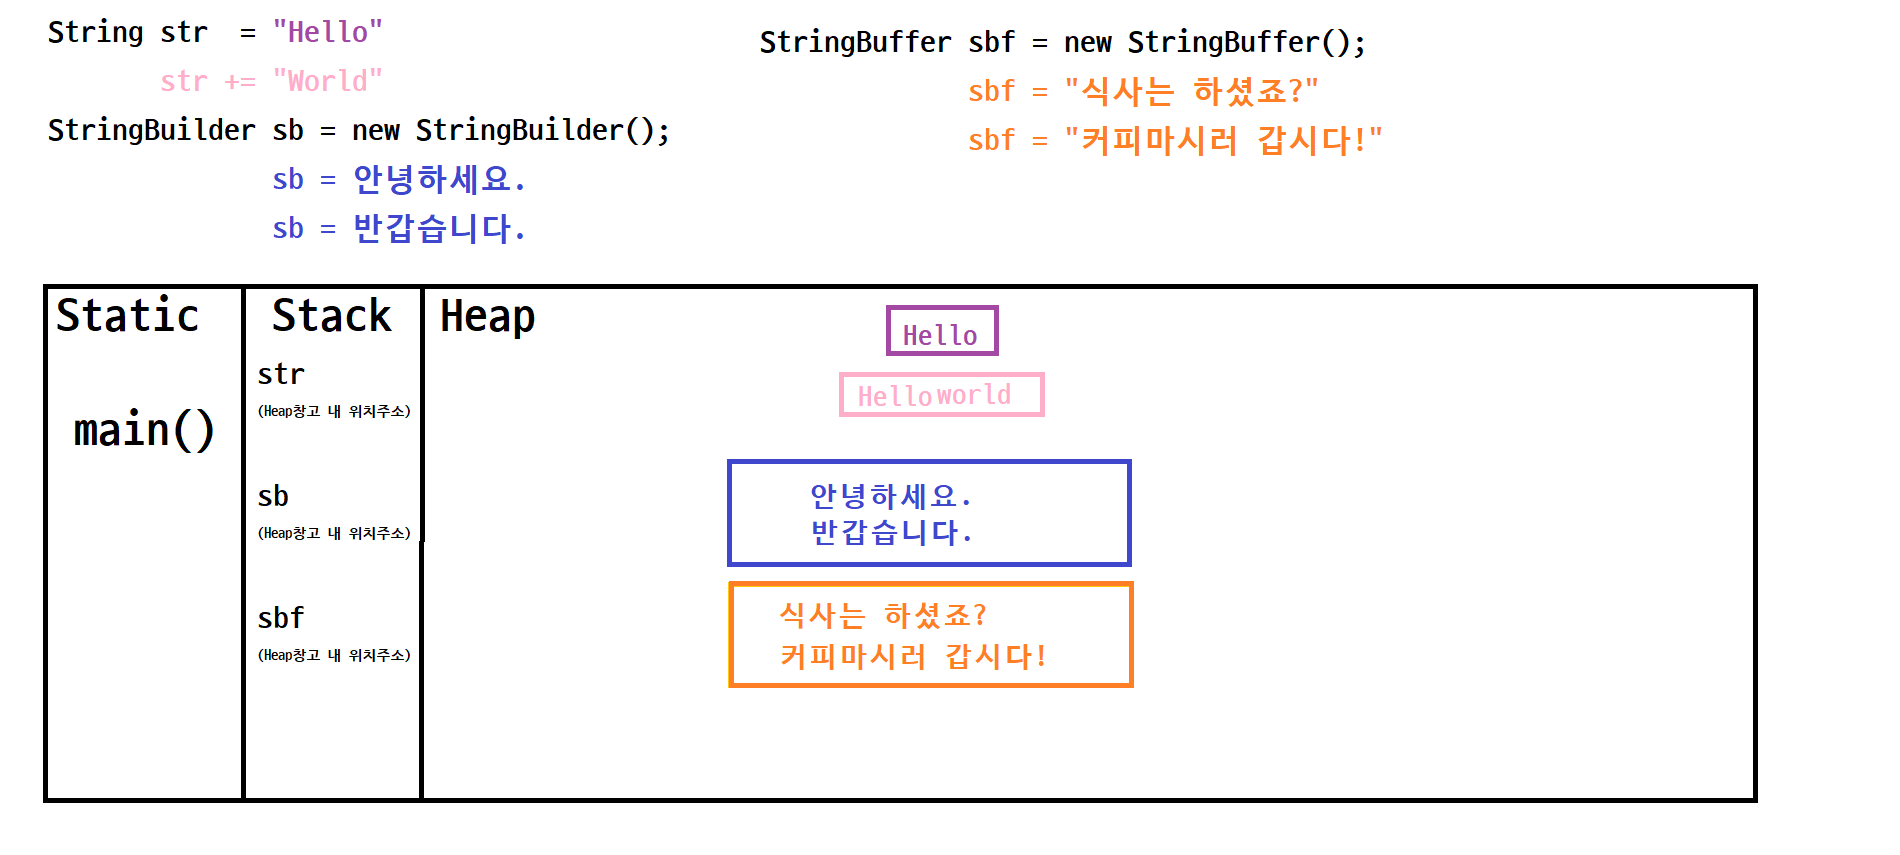 String str  = "Hello"
str += "World"
StringBuilder sb = new StringBuilder();
sb = 안녕하세요.
sb = 반갑습니다.
StringBuffer sbf = new StringBuffer();
sbf = "식사는 하셨죠?"
sbf = "커피마시러 갑시다!"
Static
main()
Stack
str
(Heap창고 내 위치주소)
sb
(Heap창고 내 위치주소)
sbf
(Heap창고 내 위치주소)
Heap
Hello
Hello world
안녕하세요.
반갑습니다.
식사는 하셨죠?
커피마시러 갑시다!